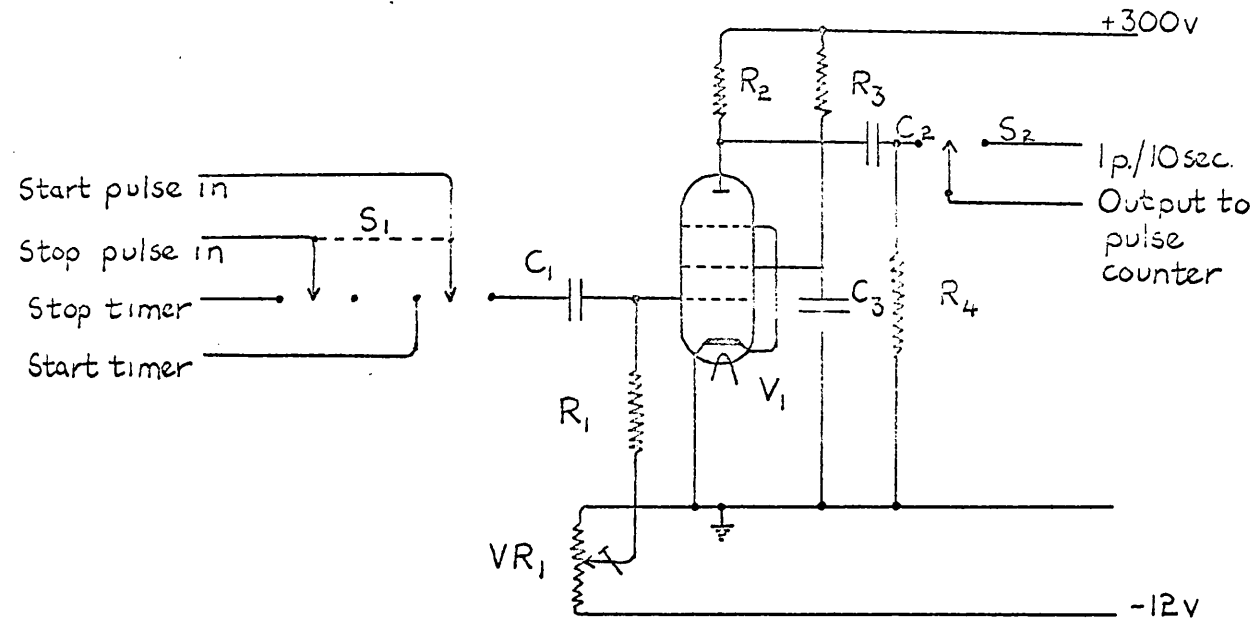 +300v
R2
R3
C2
S2
1p./10sec.
Start pulse in
Output to
pulse
counter
S1
Stop pulse in
C1
C3
R4
Stop timer
Start timer
V1
R1
VR1
-12v